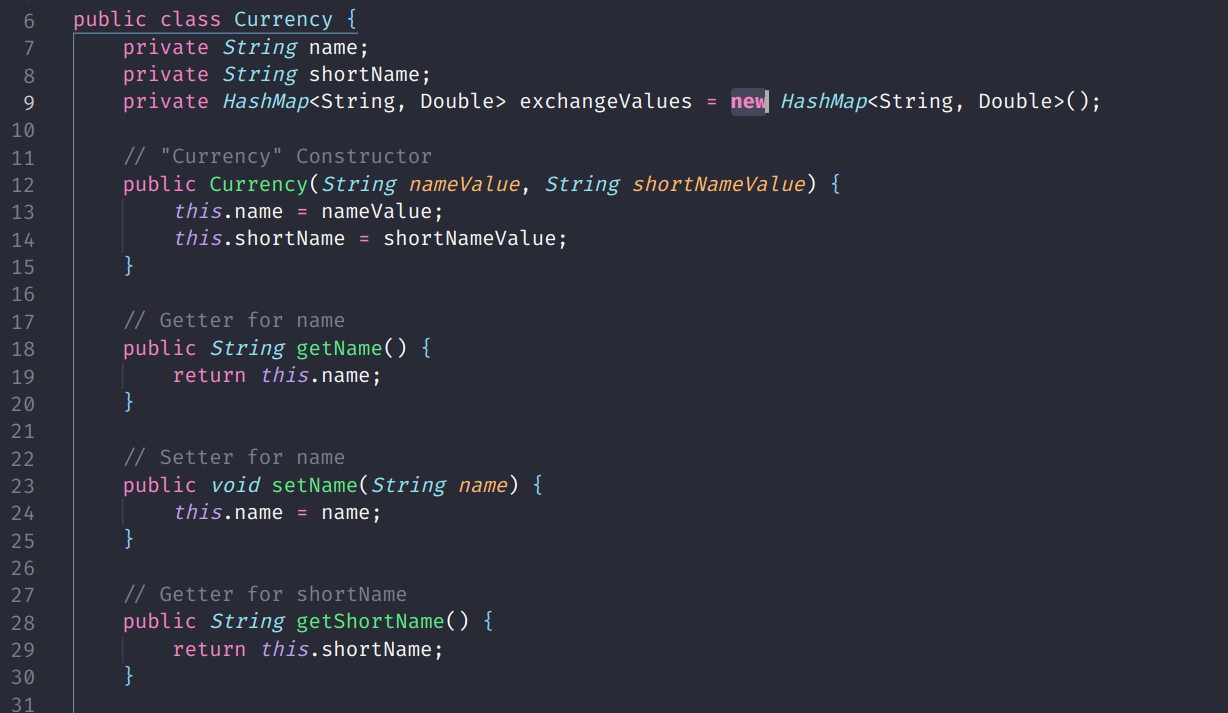 6 public class Currency {
7     private String name;
8     private String shortName;
9     private HashMap<String, Double> exchangeValues = new HashMap<String, Double>();
10
11     // "Currency" Constructor
12     public Currency(String nameValue, String shortNameValue) {
13         this.name = nameValue;
14         this.shortName = shortNameValue;
15     }
16
17     // Getter for name
18     public String getName() {
19         return this.name;
20     }
21
22     // Setter for name
23     public void setName(String name) {
24         this.name = name;
25     }
26
27     // Getter for shortName
28     public String getShortName() {
29         return this.shortName;
30     }
31